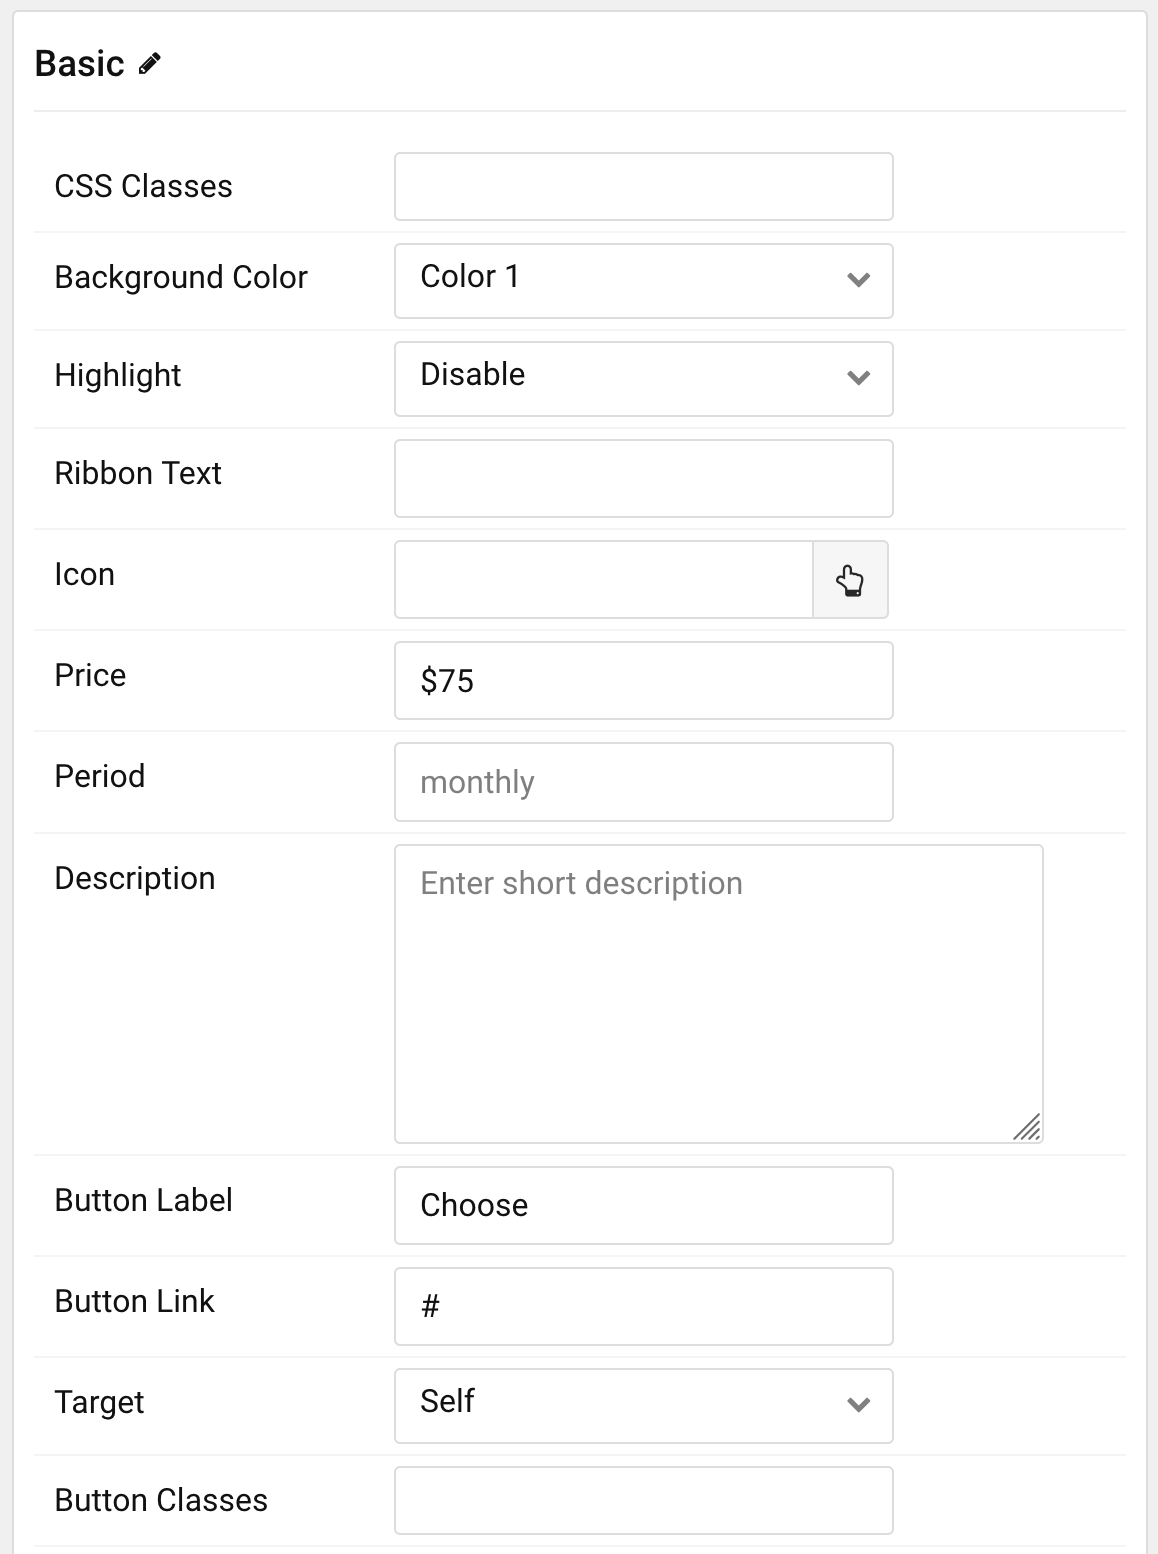 Basic
CSS Classes
Background Color
Color 1
Highlight
Disable
Ribbon Text
Icon
Price
$75
Period
monthly
Description
Enter short description
Button Label
Choose
Button Link
#
Target
Self
Button Classes